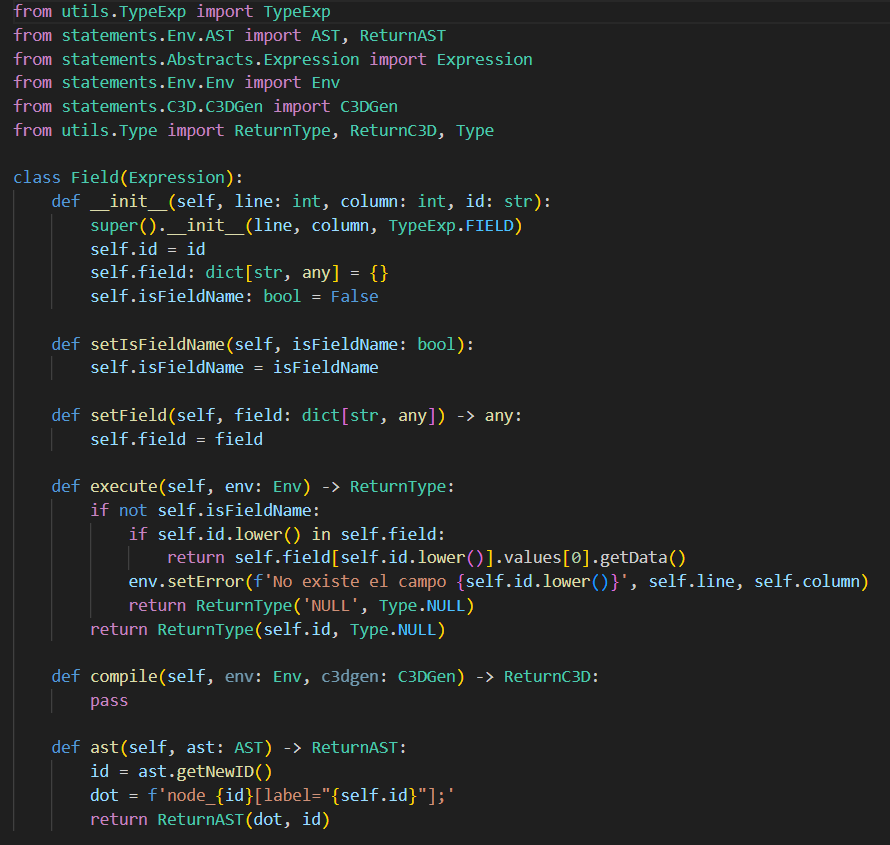 from utils.TypeExp import TypeExp
from statements.Env.AST import AST, ReturnAST
from statements.Abstracts.Expression import Expression
from statements.Env.Env import Env
from statements.C3D.C3DGen import C3DGen
from utils.Type import ReturnType, ReturnC3D, Type

class Field(Expression):
    def __init__(self, line: int, column: int, id: str):
        super().__init__(line, column, TypeExp.FIELD)
        self.id = id
        self.field: dict[str, any] = {}
        self.isFieldName: bool = False

    def setIsFieldName(self, isFieldName: bool):
        self.isFieldName = isFieldName

    def setField(self, field: dict[str, any]) -> any:
        self.field = field

    def execute(self, env: Env) -> ReturnType:
        if not self.isFieldName:
            if self.id.lower() in self.field:
                return self.field[self.id.lower()].values[0].getData()
            env.setError(f'No existe el campo {self.id.lower()}', self.line, self.column)
            return ReturnType('NULL', Type.NULL)
        return ReturnType(self.id, Type.NULL)

    def compile(self, env: Env, c3dgen: C3DGen) -> ReturnC3D:
        pass

    def ast(self, ast: AST) -> ReturnAST:
        id = ast.getNewID()
        dot = f'node_{id}[label="{self.id}"];'
        return ReturnAST(dot, id)